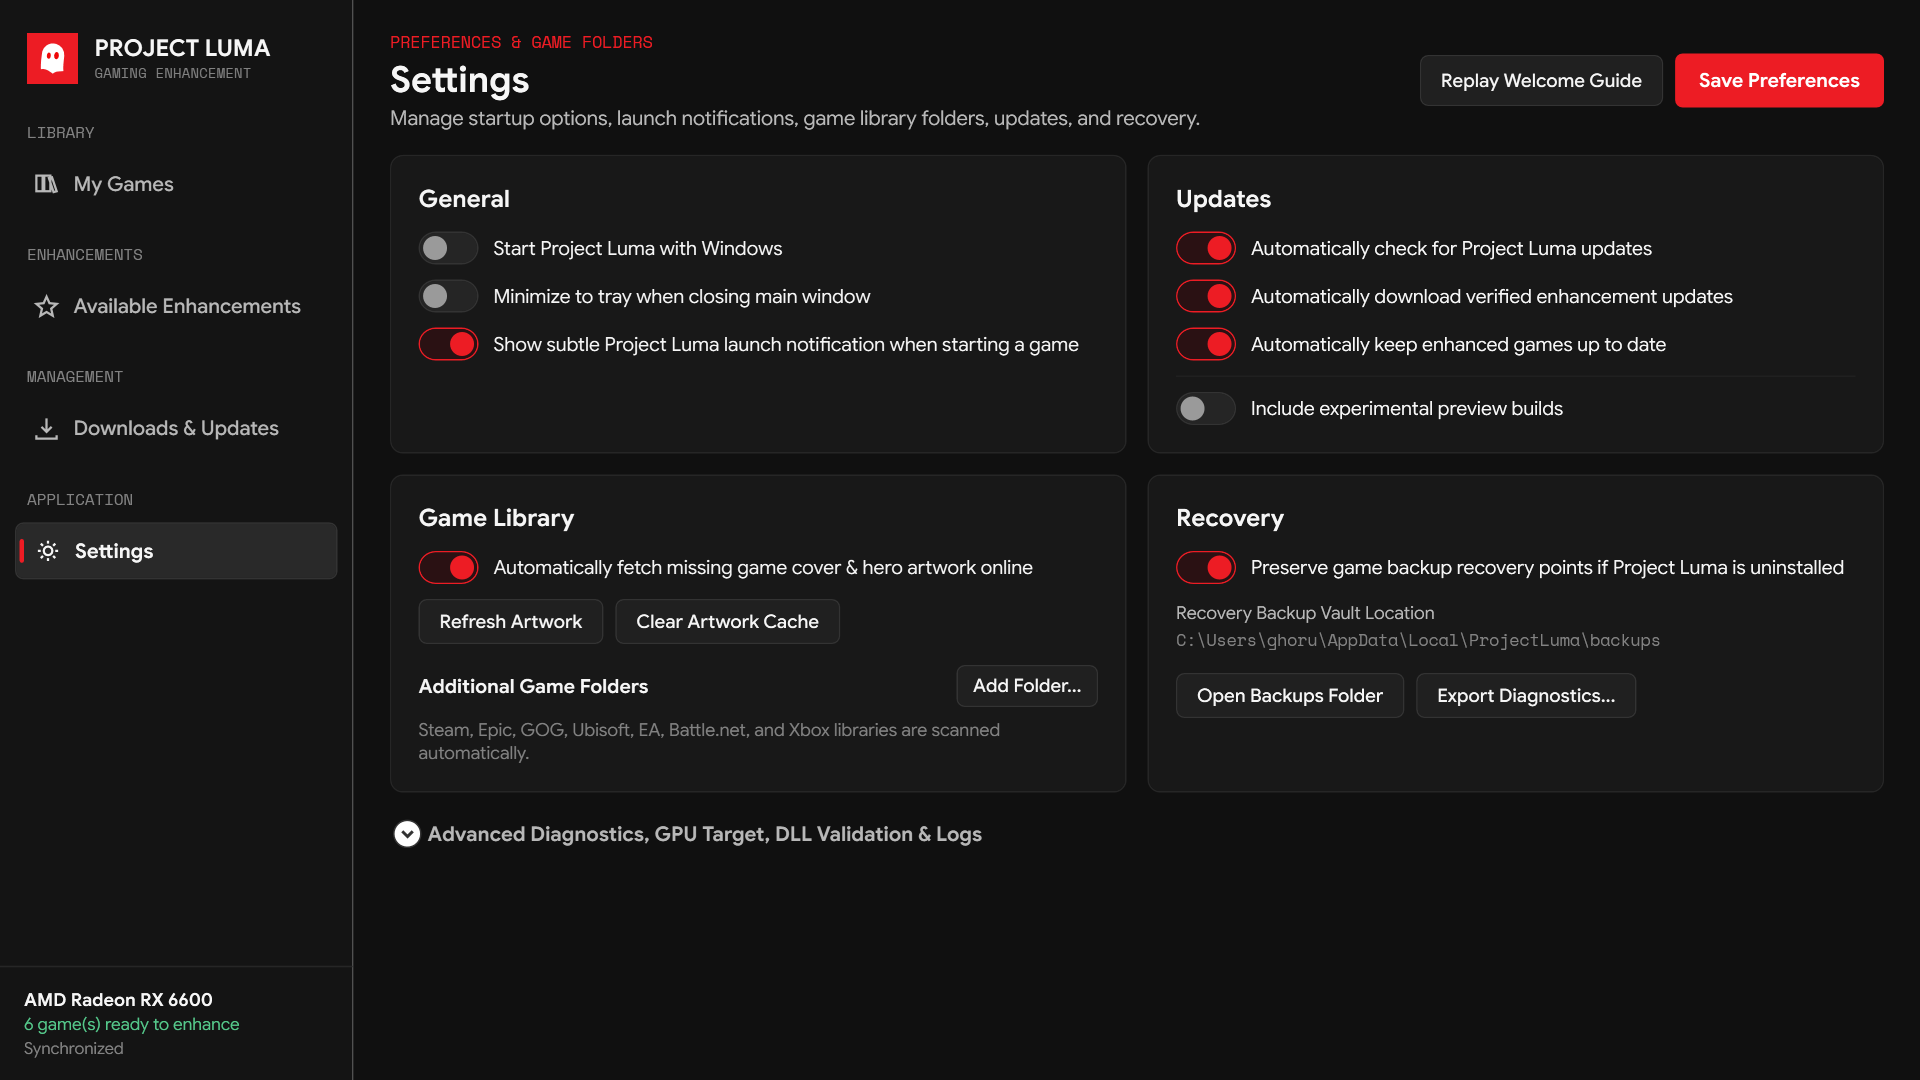 PROJECT LUMA
GAMING ENHANCEMENT
LIBRARY
My Games
ENHANCEMENTS
Available Enhancements
MANAGEMENT
Downloads & Updates
APPLICATION
Settings
AMD Radeon RX 6600
6 game(s) ready to enhance
Synchronized
PREFERENCES & GAME FOLDERS
Settings
Manage startup options, launch notifications, game library folders, updates, and recovery.
Replay Welcome Guide
Save Preferences
General
Start Project Luma with Windows
Minimize to tray when closing main window
Show subtle Project Luma launch notification when starting a game
Updates
Automatically check for Project Luma updates
Automatically download verified enhancement updates
Automatically keep enhanced games up to date
Include experimental preview builds
Game Library
Automatically fetch missing game cover & hero artwork online
Refresh Artwork
Clear Artwork Cache
Additional Game Folders
Add Folder...
Steam, Epic, GOG, Ubisoft, EA, Battle.net, and Xbox libraries are scanned
automatically.
Recovery
Preserve game backup recovery points if Project Luma is uninstalled
Recovery Backup Vault Location
C:\Users\ghoru\AppData\Local\ProjectLuma\backups
Open Backups Folder
Export Diagnostics...
Advanced Diagnostics, GPU Target, DLL Validation & Logs